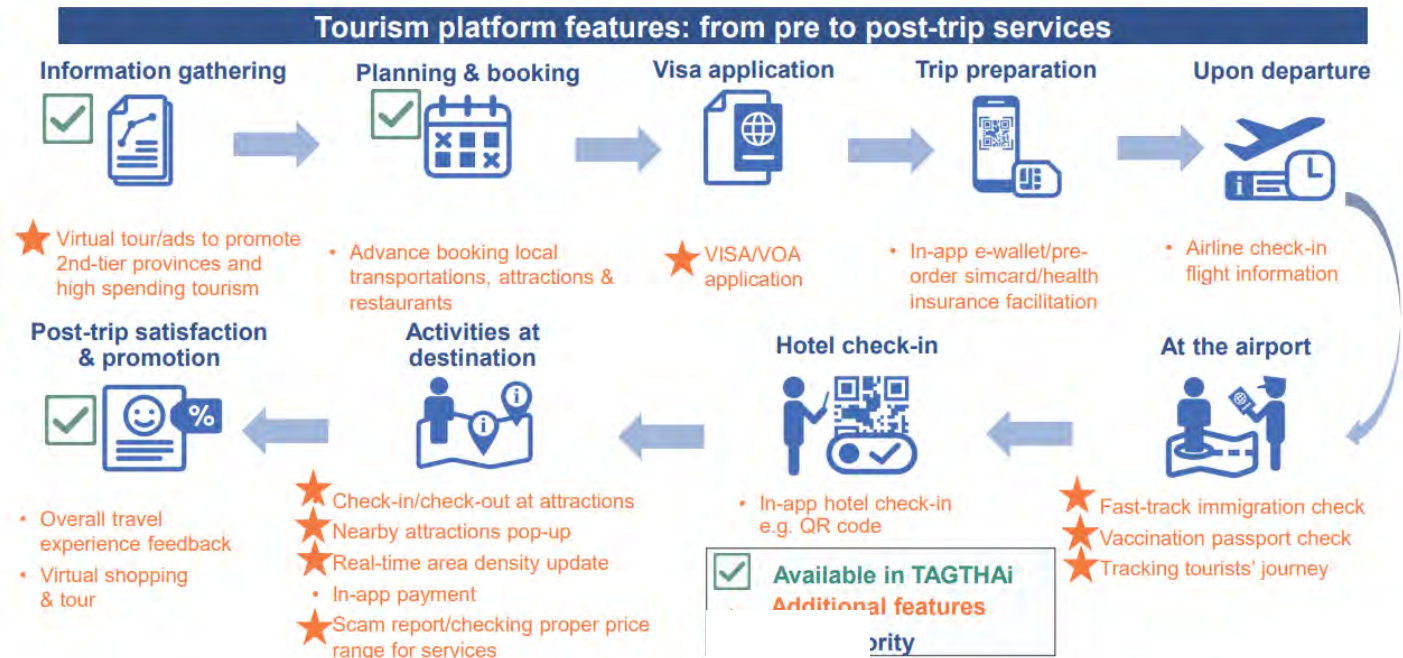 Tourism platform features: from pre to post-trip services
Information gathering
Virtual tour/ads to promote
2nd-tier provinces and
high spending tourism
Planning & booking
• Advance booking local
transportations, attractions &
restaurants
Visa application
VISA/VOA
application
Trip preparation
• In-app e-wallet/pre-
order simcard/health
insurance facilitation
Upon departure
• Airline check-in
flight information
At the airport
Fast-track immigration check
Vaccination passport check
Tracking tourists' journey
Hotel check-in
• In-app hotel check-in
e.g. QR code
Activities at
destination
Check-in/check-out at attractions
Nearby attractions pop-up
Real-time area density update
• In-app payment
Scam report/checking proper price
range for services
Post-trip satisfaction
& promotion
• Overall travel
experience feedback
• Virtual shopping
& tour
Available in TAGTHAi
Additional features